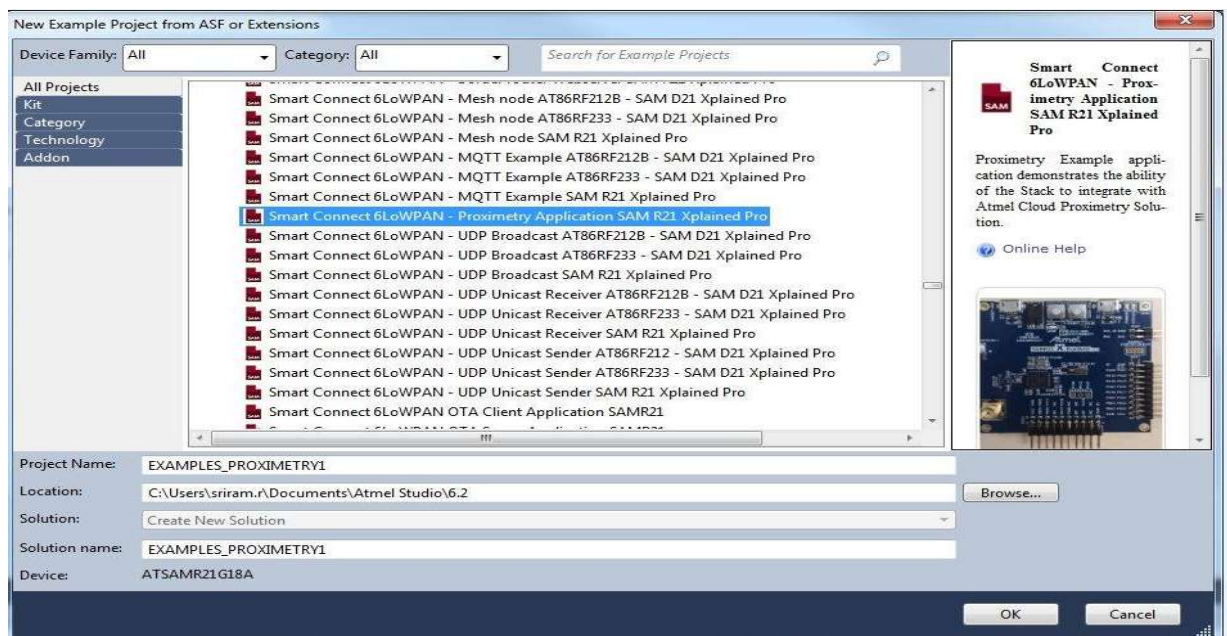 New Example Project from ASF or Extensions
Device Family: All Category: All Search for Example Projects
All Projects
Kit
Category
Technology
Addon
Smart Connect 6LoWPAN - Mesh node AT86RF212B - SAM D21 Xplained Pro
Smart Connect 6LoWPAN - Mesh node AT86RF233 - SAM D21 Xplained Pro
Smart Connect 6LoWPAN - Mesh node SAM R21 Xplained Pro
Smart Connect 6LoWPAN - MQTT Example AT86RF212B - SAM D21 Xplained Pro
Smart Connect 6LoWPAN - MQTT Example AT86RF233 - SAM D21 Xplained Pro
Smart Connect 6LoWPAN - MQTT Example SAM R21 Xplained Pro
Smart Connect 6LoWPAN - Proximetry Application SAM R21 Xplained Pro
Smart Connect 6LoWPAN - UDP Broadcast AT86RF212B - SAM D21 Xplained Pro
Smart Connect 6LoWPAN - UDP Broadcast AT86RF233 - SAM D21 Xplained Pro
Smart Connect 6LoWPAN - UDP Broadcast SAM R21 Xplained Pro
Smart Connect 6LoWPAN - UDP Unicast Receiver AT86RF212B - SAM D21 Xplained Pro
Smart Connect 6LoWPAN - UDP Unicast Receiver AT86RF233 - SAM D21 Xplained Pro
Smart Connect 6LoWPAN - UDP Unicast Receiver SAM R21 Xplained Pro
Smart Connect 6LoWPAN - UDP Unicast Sender AT86RF212 - SAM D21 Xplained Pro
Smart Connect 6LoWPAN - UDP Unicast Sender AT86RF233 - SAM D21 Xplained Pro
Smart Connect 6LoWPAN - UDP Unicast Sender SAM R21 Xplained Pro
Smart Connect 6LoWPAN OTA Client Application SAMR21
SAM
Smart Connect
6LoWPAN - Prox-
imetry Application
SAM R21 Xplained
Pro
Proximetry Example appli-
cation demonstrates the ability
of the Stack to integrate with
Atmel Cloud Proximetry Solu-
tion.
Online Help
Atmel
Project Name: EXAMPLES_PROXIMETRY1
Location: C:\Users\sriram.r\Documents\Atmel Studio\6.2 Browse...
Solution: Create New Solution
Solution name: EXAMPLES_PROXIMETRY1
Device: ATSAMR21G18A
OK Cancel